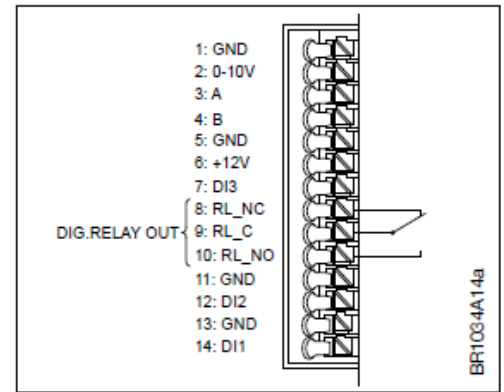 1: GND
2: 0-10V
3: A
4: B
5: GND
6: +12V
7: DI3
8: RL_NC
DIG.RELAY OUT
9: RL_C
10: RL_NO
11: GND
12: DI2
13: GND
14: DI1
BR1034A14a